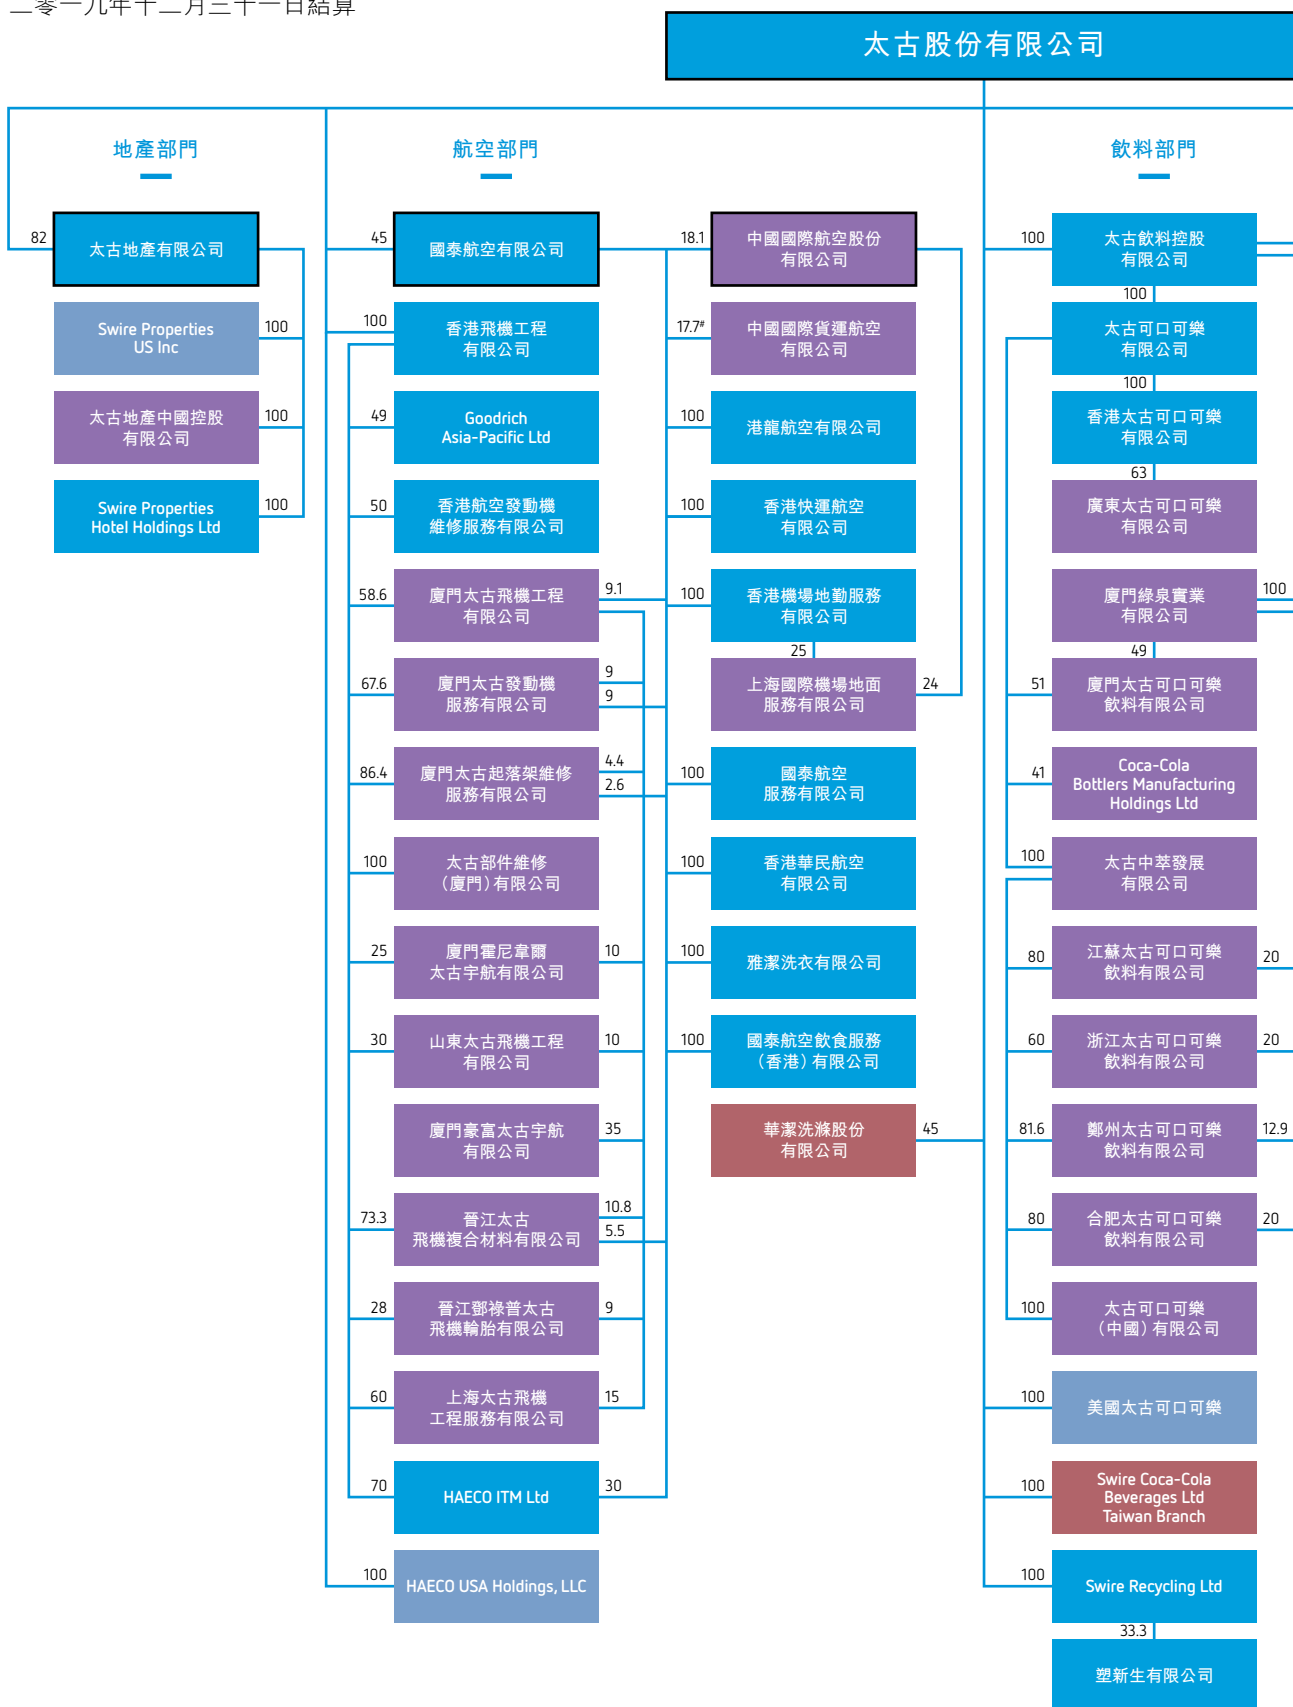 二零一九年十二月三十一日結算
太古股份有限公司
地產部門
82
太古地產有限公司
Swire Properties
US Inc
100
太古地產中國控股
有限公司
100
Swire Properties
Hotel Holdings Ltd
100
航空部門
45
國泰航空有限公司
100
香港飛機工程
有限公司
49
Goodrich
Asia-Pacific Ltd
50
香港航空發動機
維修服務有限公司
58.6
廈門太古飛機工程
有限公司
9.1
67.6
廈門太古發動機
服務有限公司
9
9
86.4
廈門太古起落架維修
服務有限公司
4.4
2.6
100
太古部件維修
（廈門）有限公司
25
廈門霍尼韋爾
太古宇航有限公司
10
30
山東太古飛機工程
有限公司
10
廈門豪富太古宇航
有限公司
35
73.3
晉江太古
飛機複合材料有限公司
10.8
5.5
28
晉江鄧祿普太古
飛機輪胎有限公司
9
60
上海太古飛機
工程服務有限公司
15
70
HAECO ITM Ltd
30
100
HAECO USA Holdings, LLC
18.1
中國國際航空股份
有限公司
17.7#
中國國際貨運航空
有限公司
100
港龍航空有限公司
100
香港快運航空
有限公司
100
香港機場地勤服務
有限公司
25
上海國際機場地面
服務有限公司
24
100
國泰航空
服務有限公司
100
香港華民航空
有限公司
100
雅潔洗衣有限公司
100
國泰航空飲食服務
（香港）有限公司
華潔洗滌股份
有限公司
45
飲料部門
100
太古飲料控股
有限公司
100
太古可口可樂
有限公司
100
香港太古可口可樂
有限公司
63
廣東太古可口可樂
有限公司
廈門綠泉實業
有限公司
100
49
51
廈門太古可口可樂
飲料有限公司
41
Coca-Cola
Bottlers Manufacturing
Holdings Ltd
100
太古中萃發展
有限公司
80
江蘇太古可口可樂
飲料有限公司
20
60
浙江太古可口可樂
飲料有限公司
20
81.6
鄭州太古可口可樂
飲料有限公司
12.9
80
合肥太古可口可樂
飲料有限公司
20
100
太古可口可樂
（中國）有限公司
100
美國太古可口可樂
100
Swire Coca-Cola
Beverages Ltd
Taiwan Branch
100
Swire Recycling Ltd
33.3
塑新生有限公司